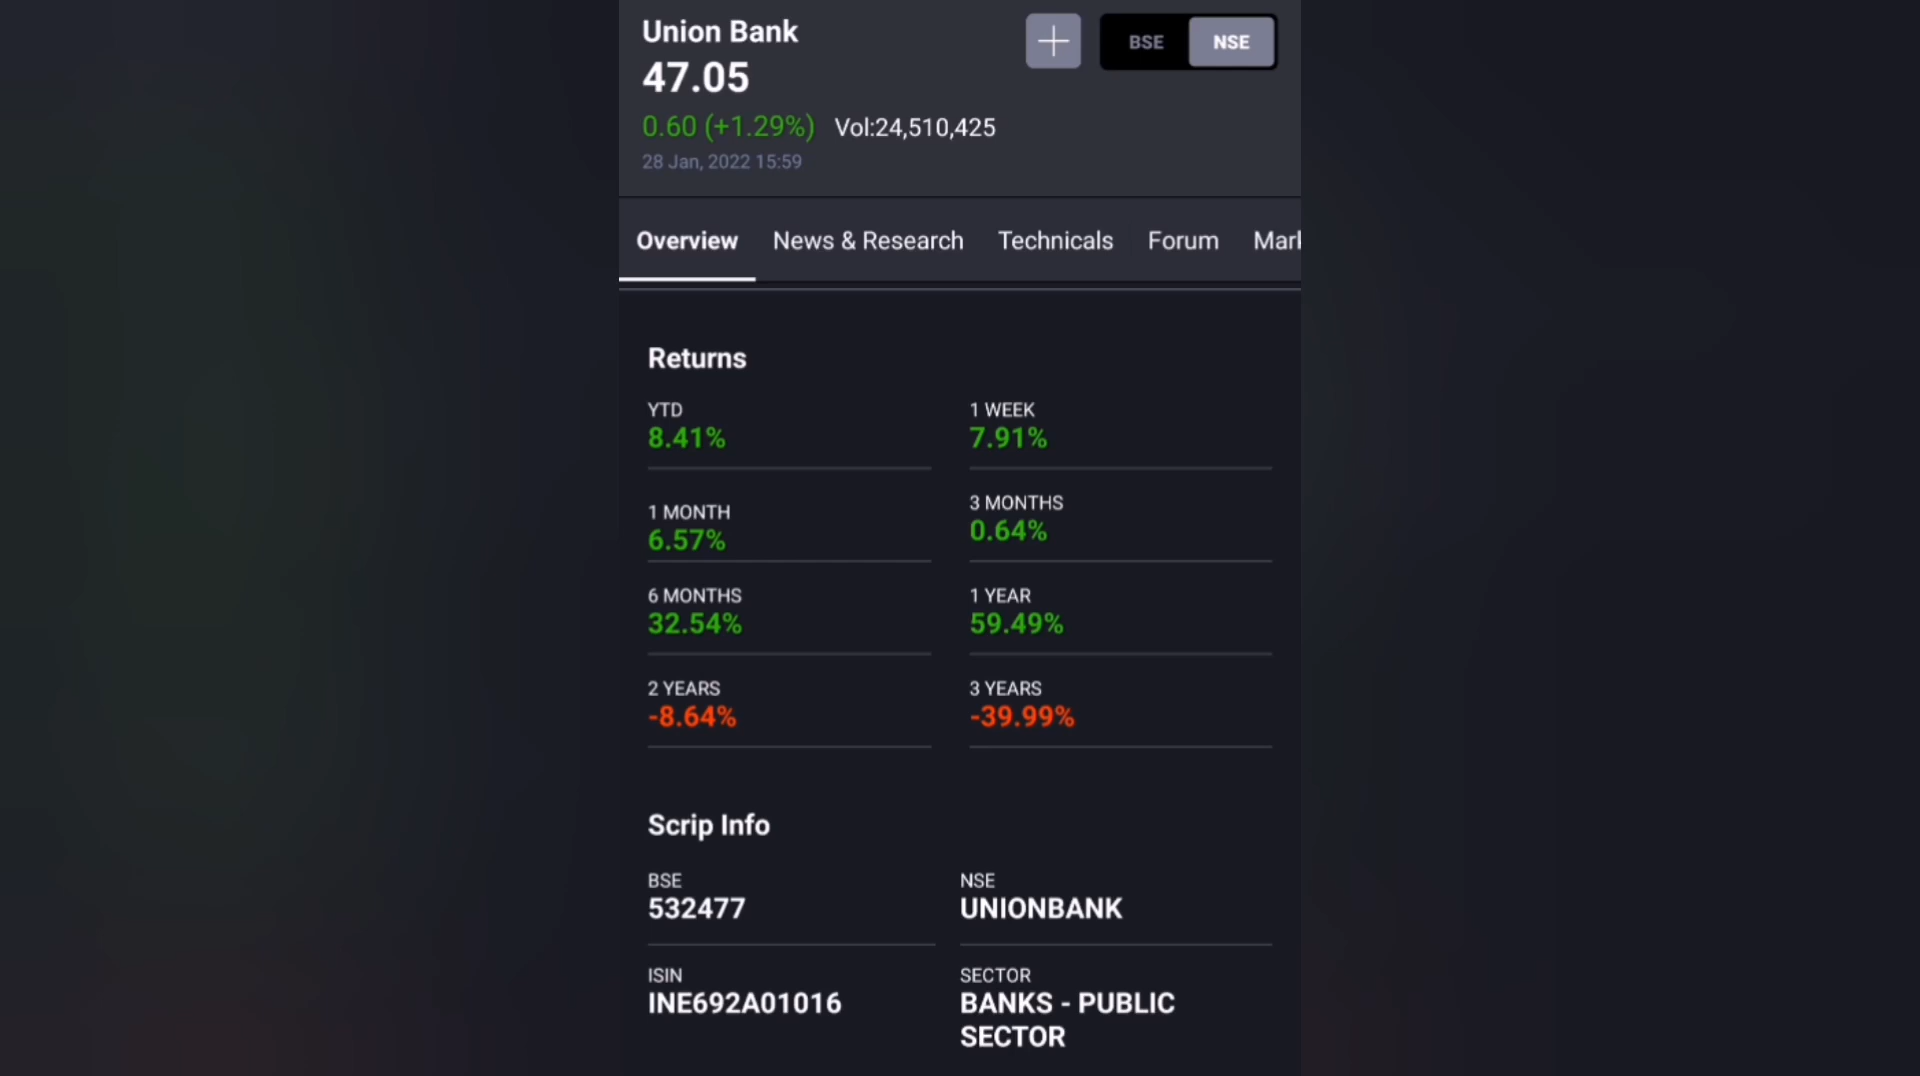 Union Bank
47.05
0.60 (+1.29%) Vol:24,510,425
28 Jan, 2022 15:59
BSE NSE
Overview News & Research Technicals Forum Marl
Returns
YTD 1 WEEK
8.41% 7.91%
1 MONTH 3 MONTHS
6.57% 0.64%
6 MONTHS 1 YEAR
32.54% 59.49%
2 YEARS 3 YEARS
-8.64% -39.99%
Scrip Info
BSE NSE
532477 UNIONBANK
ISIN SECTOR
INE692A01016 BANKS - PUBLIC
SECTOR